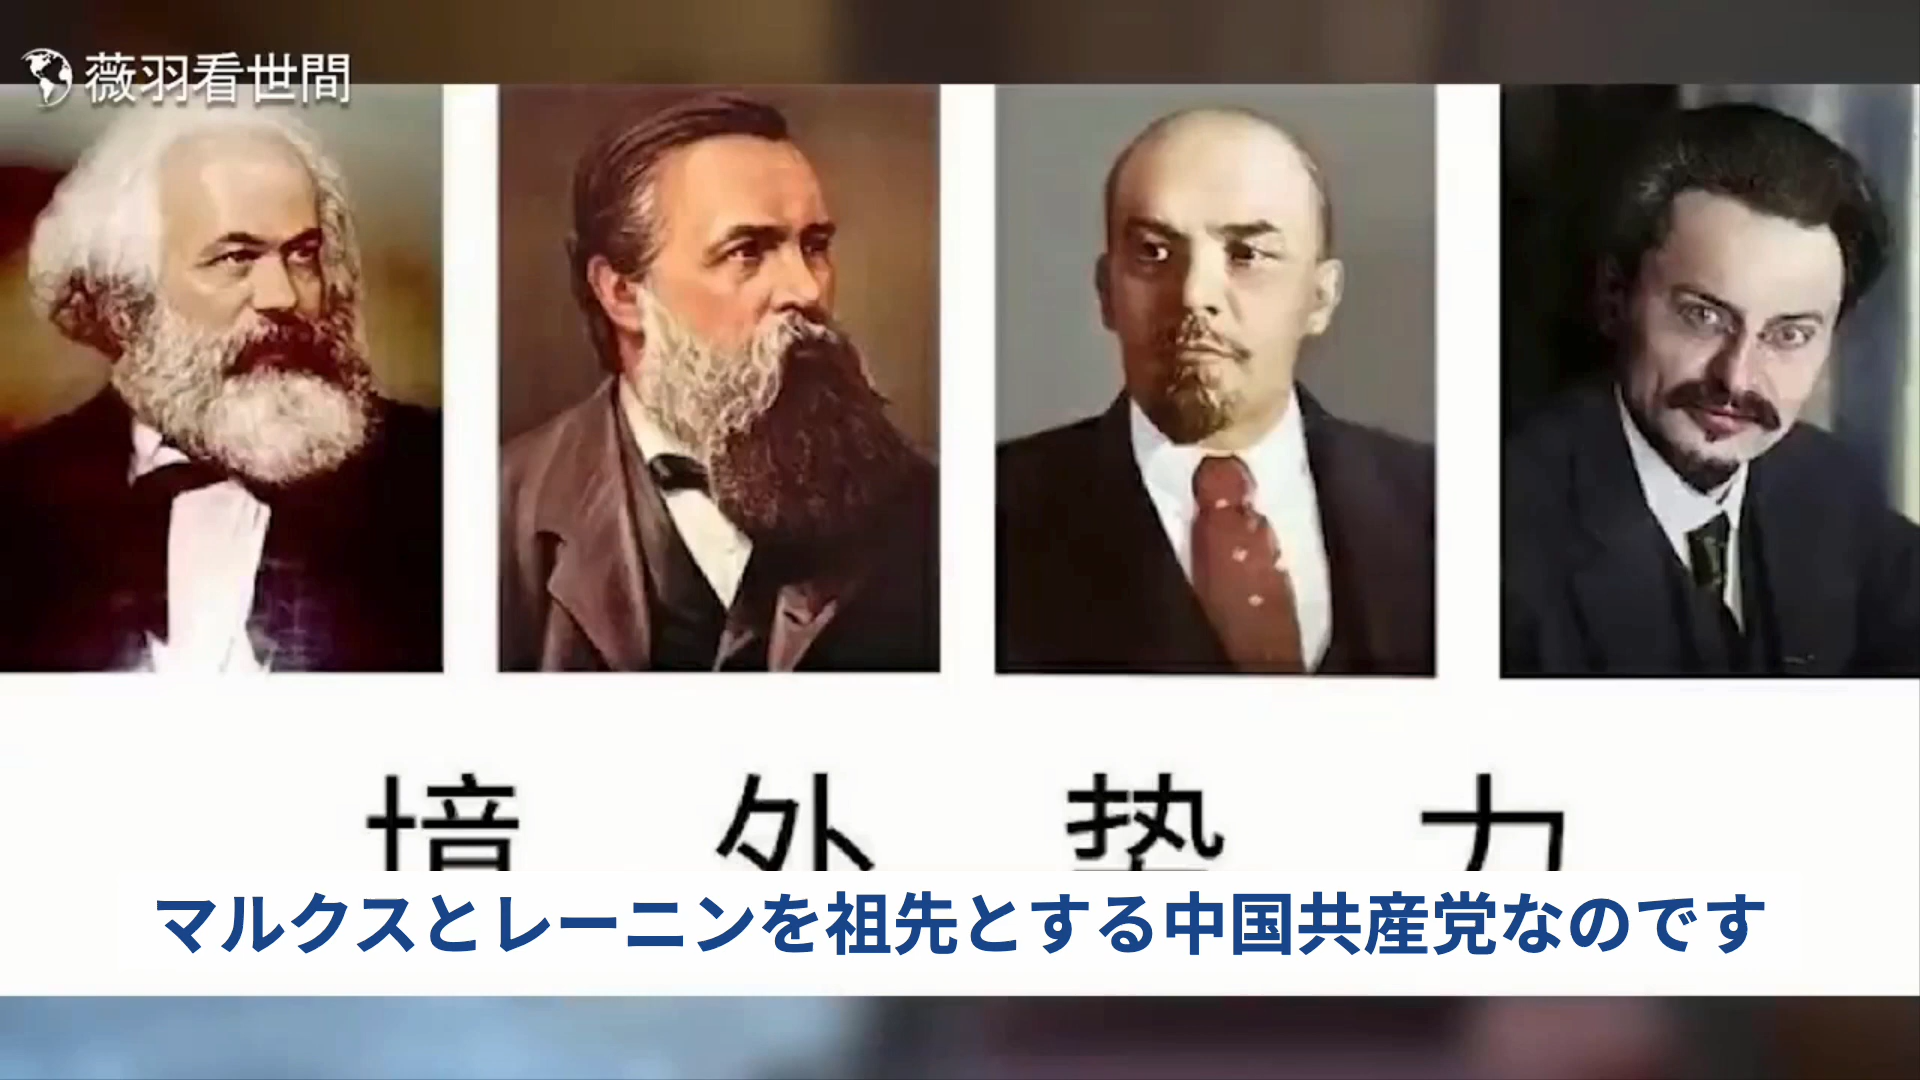 薇羽看世間
境外势力
マルクスとレーニンを祖先とする中国共産党なのです